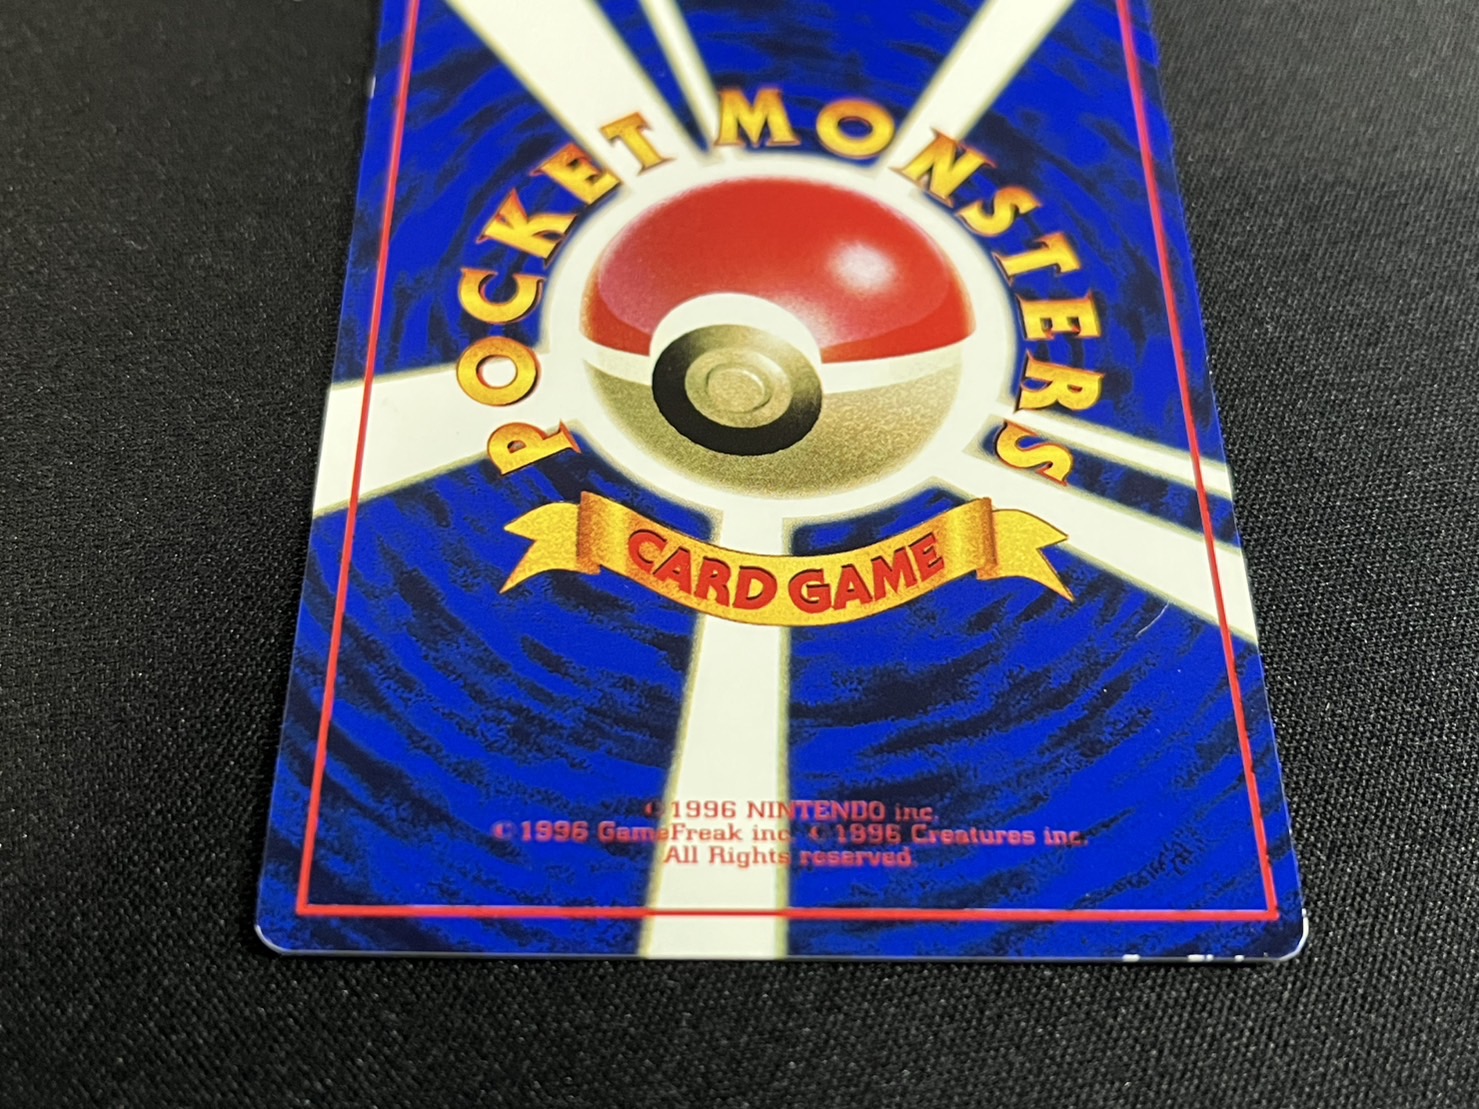 POCKET MONSTERS
CARD GAME
©1996 NINTENDO inc.
©1996 GameFreak inc. ©1996 Creatures inc.
All Rights reserved.